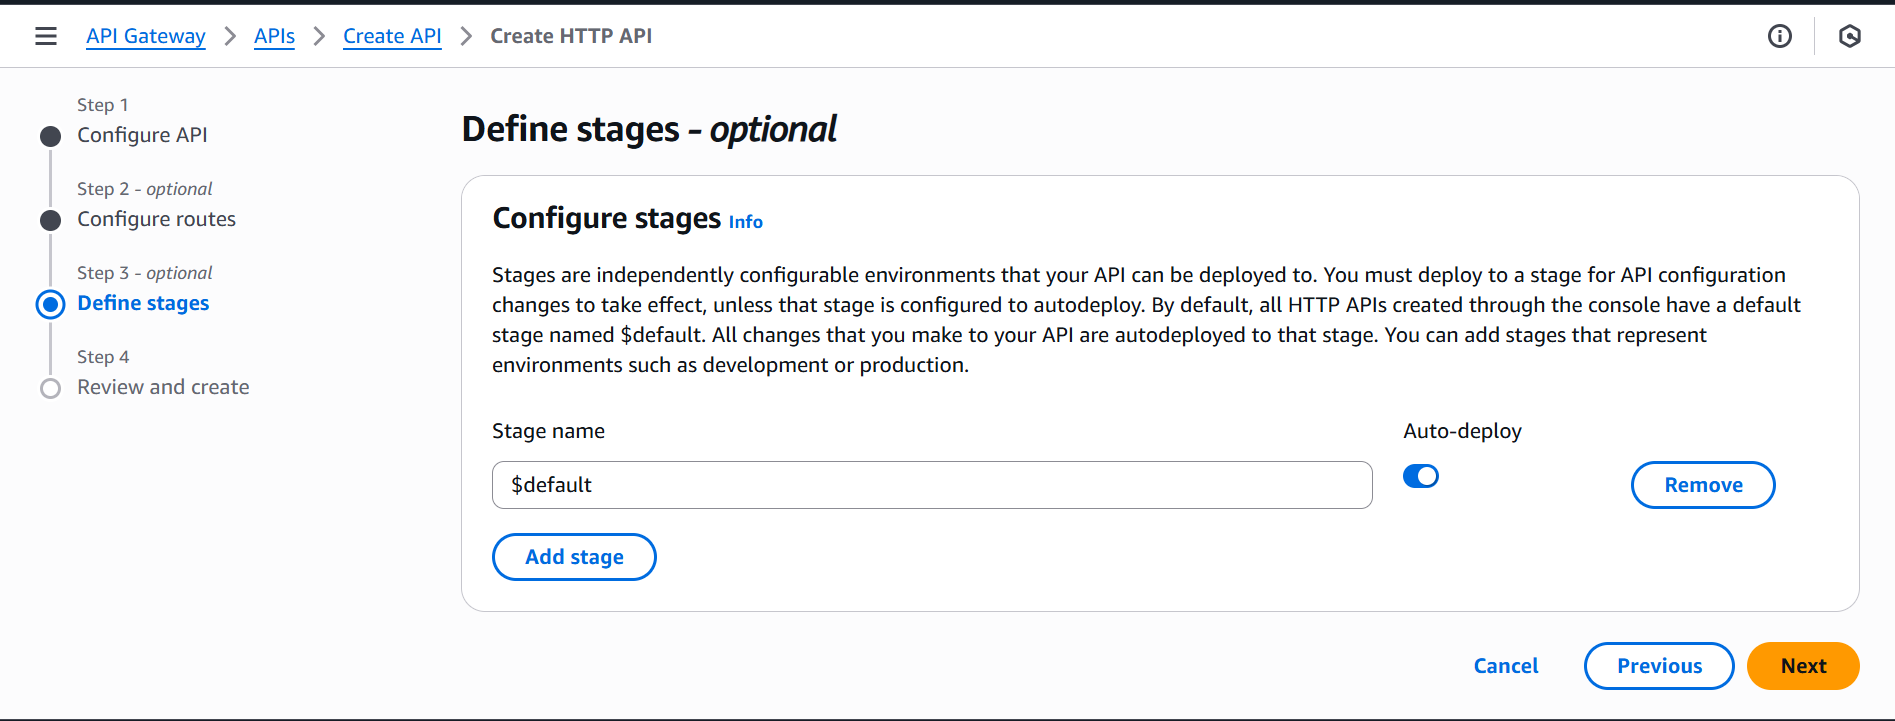 API Gateway > APIs > Create API > Create HTTP API
Step 1
Configure API
Step 2 - optional
Configure routes
Step 3 - optional
Define stages
Step 4
Review and create
Define stages - optional
Configure stages Info
Stages are independently configurable environments that your API can be deployed to. You must deploy to a stage for API configuration
changes to take effect, unless that stage is configured to autodeploy. By default, all HTTP APIs created through the console have a default
stage named $default. All changes that you make to your API are autodeployed to that stage. You can add stages that represent
environments such as development or production.
Stage name
Auto-deploy
$default
Remove
Add stage
Cancel
Previous
Next